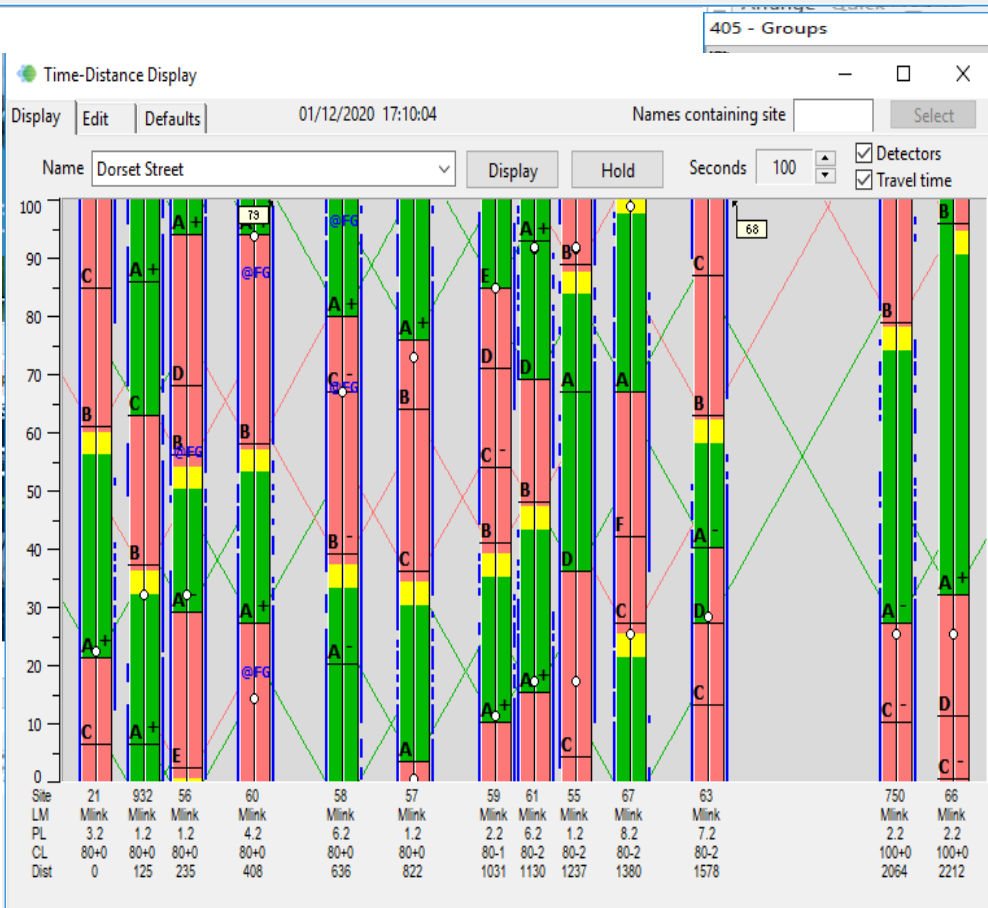 405 - Groups
Time-Distance Display
Display Edit Defaults 01/12/2020 17:10:04 Names containing site Select
Name Dorset Street Display Hold Seconds 100 Detectors
Travel time
100
90
80
70
60
50
40
30
20
10
0
79
68
C B A + C
A + C B A +
A + D B @FG A - E
A + @FG B A + @FG
@FG A + C - @FG B - A -
A + B C A
E D C - B A +
A + D B A +
B A D C
A F C
C B A - D C
B A - C -
B A + D C -
Site 21 932 56 60 58 57 59 61 55 67 63 750 66
LM Mlink Mlink Mlink Mlink Mlink Mlink Mlink Mlink Mlink Mlink Mlink Mlink Mlink
PL 3.2 1.2 1.2 4.2 6.2 1.2 2.2 6.2 1.2 8.2 7.2 2.2 2.2
CL 80+0 80+0 80+0 80+0 80+0 80+0 80-1 80-2 80-2 80-2 80-2 100+0 100+0
Dist 0 125 235 408 636 822 1031 1130 1237 1380 1578 2064 2212